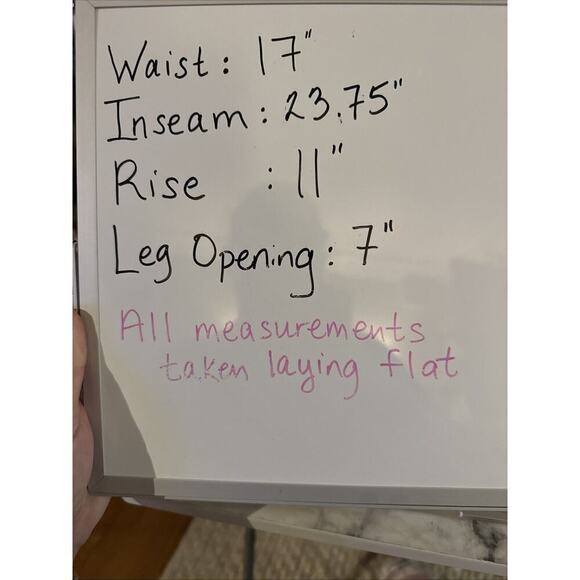 Waist: 17"
Inseam: 23.75"
Rise : 11"
Leg Opening: 7"
All measurements
taken laying flat